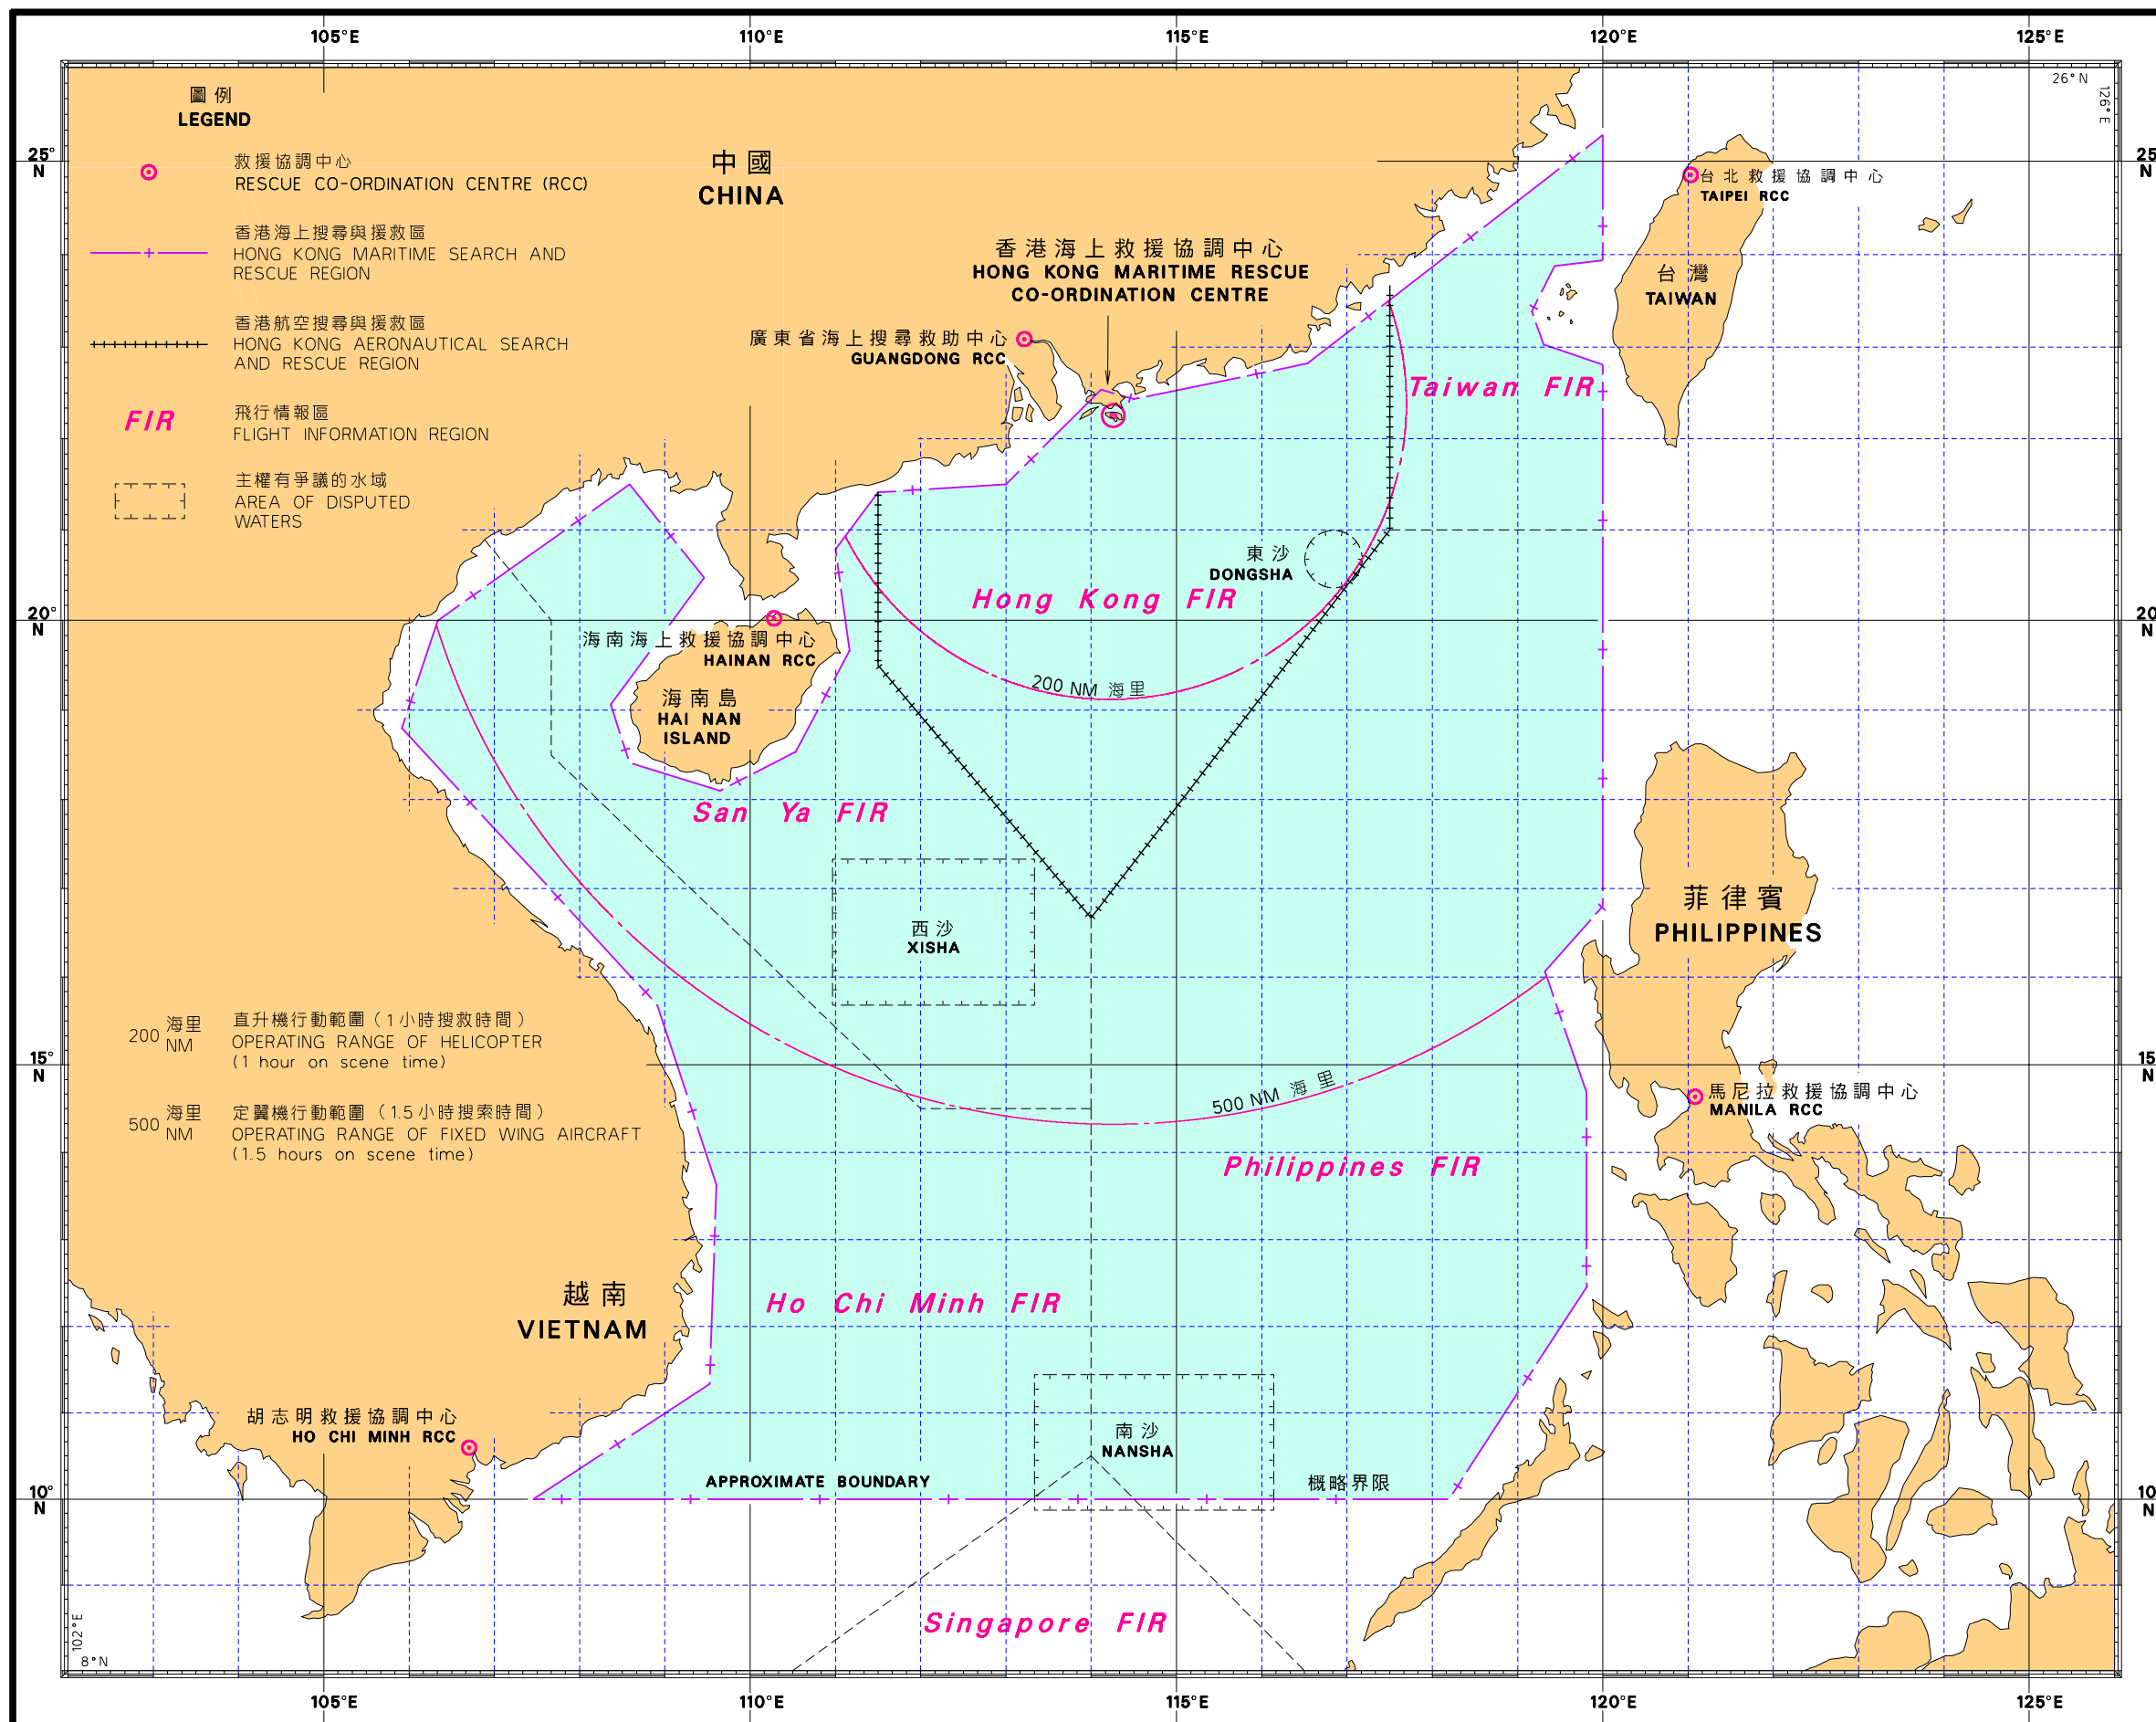 105°E
110°E
115°E
120°E
125°E
26°N
126°E
圖例
LEGEND
救援協調中心
RESCUE CO-ORDINATION CENTRE (RCC)
香港海上搜尋與援救區
HONG KONG MARITIME SEARCH AND
RESCUE REGION
香港航空搜尋與援救區
HONG KONG AERONAUTICAL SEARCH
AND RESCUE REGION
FIR
飛行情報區
FLIGHT INFORMATION REGION
主權有爭議的水域
AREA OF DISPUTED
WATERS
25°
N
25
N
中國
CHINA
台北救援協調中心
TAIPEI RCC
香港海上救援協調中心
HONG KONG MARITIME RESCUE
CO-ORDINATION CENTRE
台灣
TAIWAN
廣東省海上搜尋救助中心
GUANGDONG RCC
Taiwan FIR
東沙
DONGSHA
Hong Kong FIR
20°
N
20
N
海南海上救援協調中心
HAINAN RCC
200 NM 海里
海南島
HAI NAN
ISLAND
San Ya FIR
西沙
XISHA
菲律賓
PHILIPPINES
200 海里
NM
直升機行動範圍（1小時搜救時間）
OPERATING RANGE OF HELICOPTER
(1 hour on scene time)
15°
N
15
N
500 海里
NM
定翼機行動範圍（1.5小時搜索時間）
OPERATING RANGE OF FIXED WING AIRCRAFT
(1.5 hours on scene time)
500 NM 海里
馬尼拉救援協調中心
MANILA RCC
Philippines FIR
越南
VIETNAM
Ho Chi Minh FIR
胡志明救援協調中心
HO CHI MINH RCC
南沙
NANSHA
APPROXIMATE BOUNDARY
概略界限
10°
N
10
N
Singapore FIR
102°E
8°N
105°E
110°E
115°E
120°E
125°E